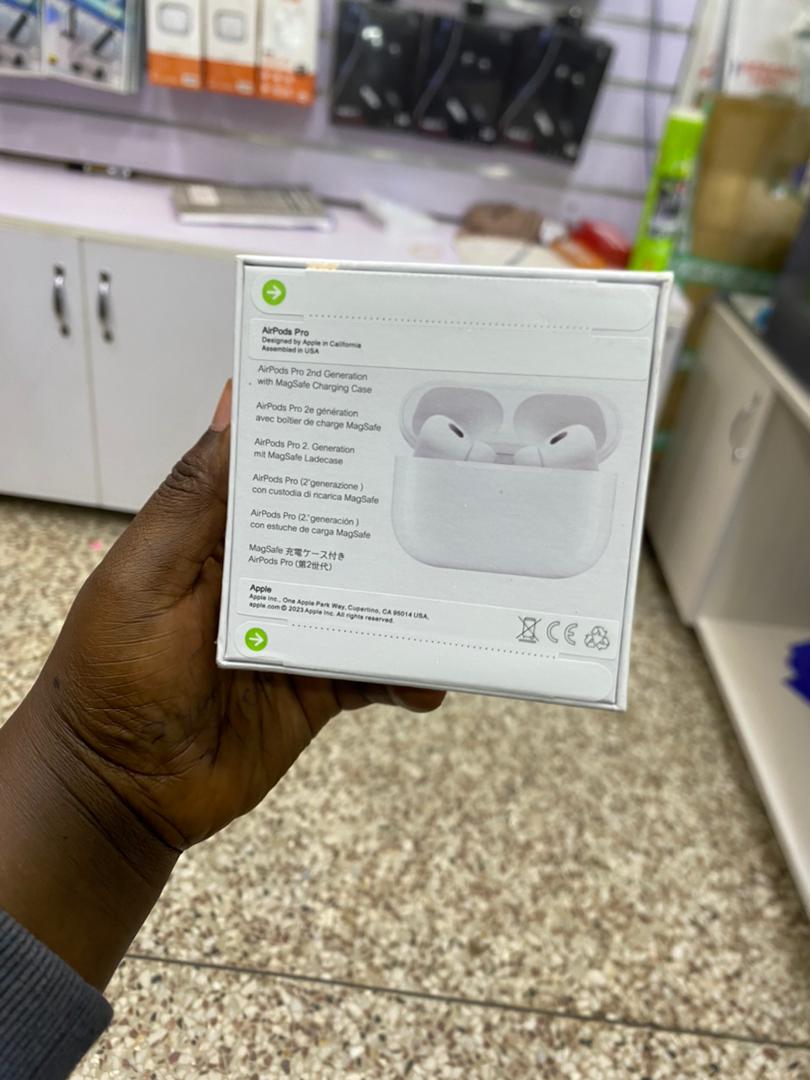 AirPods Pro
Designed by Apple in California
Assembled in USA
AirPods Pro 2nd Generation
with MagSafe Charging Case
AirPods Pro 2e génération
avec boîtier de charge MagSafe
AirPods Pro 2. Generation
mit MagSafe Ladecase
AirPods Pro (2ªgenerazione )
con custodia di ricarica MagSafe
AirPods Pro (2.ªgeneración )
con estuche de carga MagSafe
MagSafe 充電ケース付き
AirPods Pro (第2世代)
Apple
Apple Inc., One Apple Park Way, Cupertino, CA 95014 USA,
apple.com © 2023 Apple Inc. All rights reserved.
CE